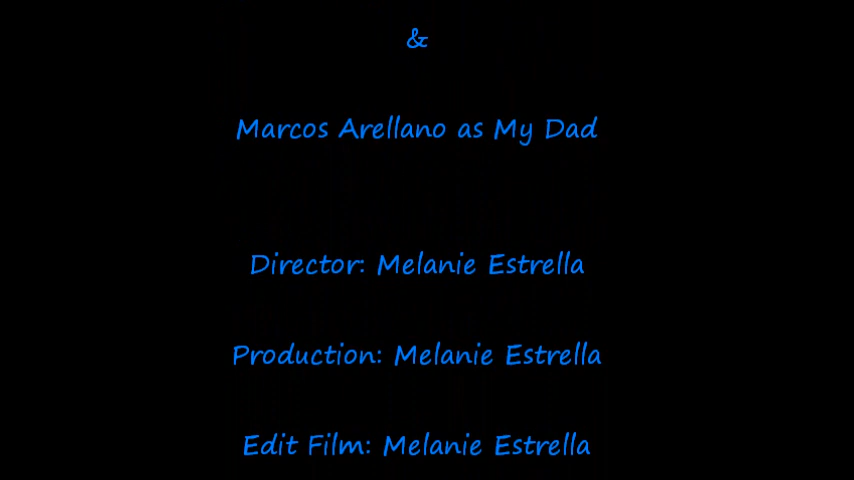 &
Marcos Arellano as My Dad
Director: Melanie Estrella
Production: Melanie Estrella
Edit Film: Melanie Estrella